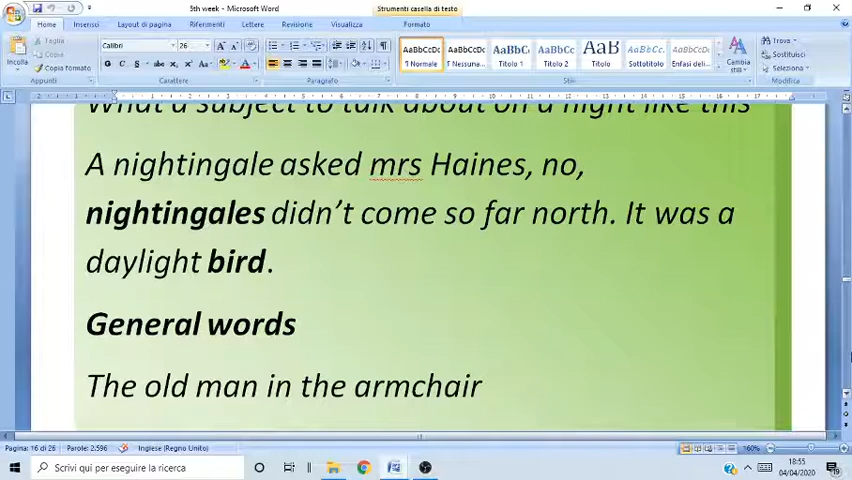 5th week - Microsoft Word
Strumenti casella di testo
Home
Inserisci
Layout di pagina
Riferimenti
Lettere
Revisione
Visualizza
Formato
Incolla
Taglia
Copia
Copia formato
Appunti
Calibri
26
Carattere
Paragrafo
AaBbCcDc
¶ Normale
AaBbCcDc
¶ Nessuna...
AaBbC
Titolo 1
AaBbCc
Titolo 2
AaB
Titolo
AaBbCc.
Sottotitolo
AaBbCcDc
Enfasi deli...
Cambia
stili
Stili
Trova
Sostituisci
Seleziona
Modifica
What a subject to talk about on a night like this
A nightingale asked mrs Haines, no,
nightingales didn't come so far north. It was a
daylight bird.
General words
The old man in the armchair
Pagina: 16 di 26
Parole: 2.596
Inglese (Regno Unito)
160%
Scrivi qui per eseguire la ricerca
18:55
04/04/2020